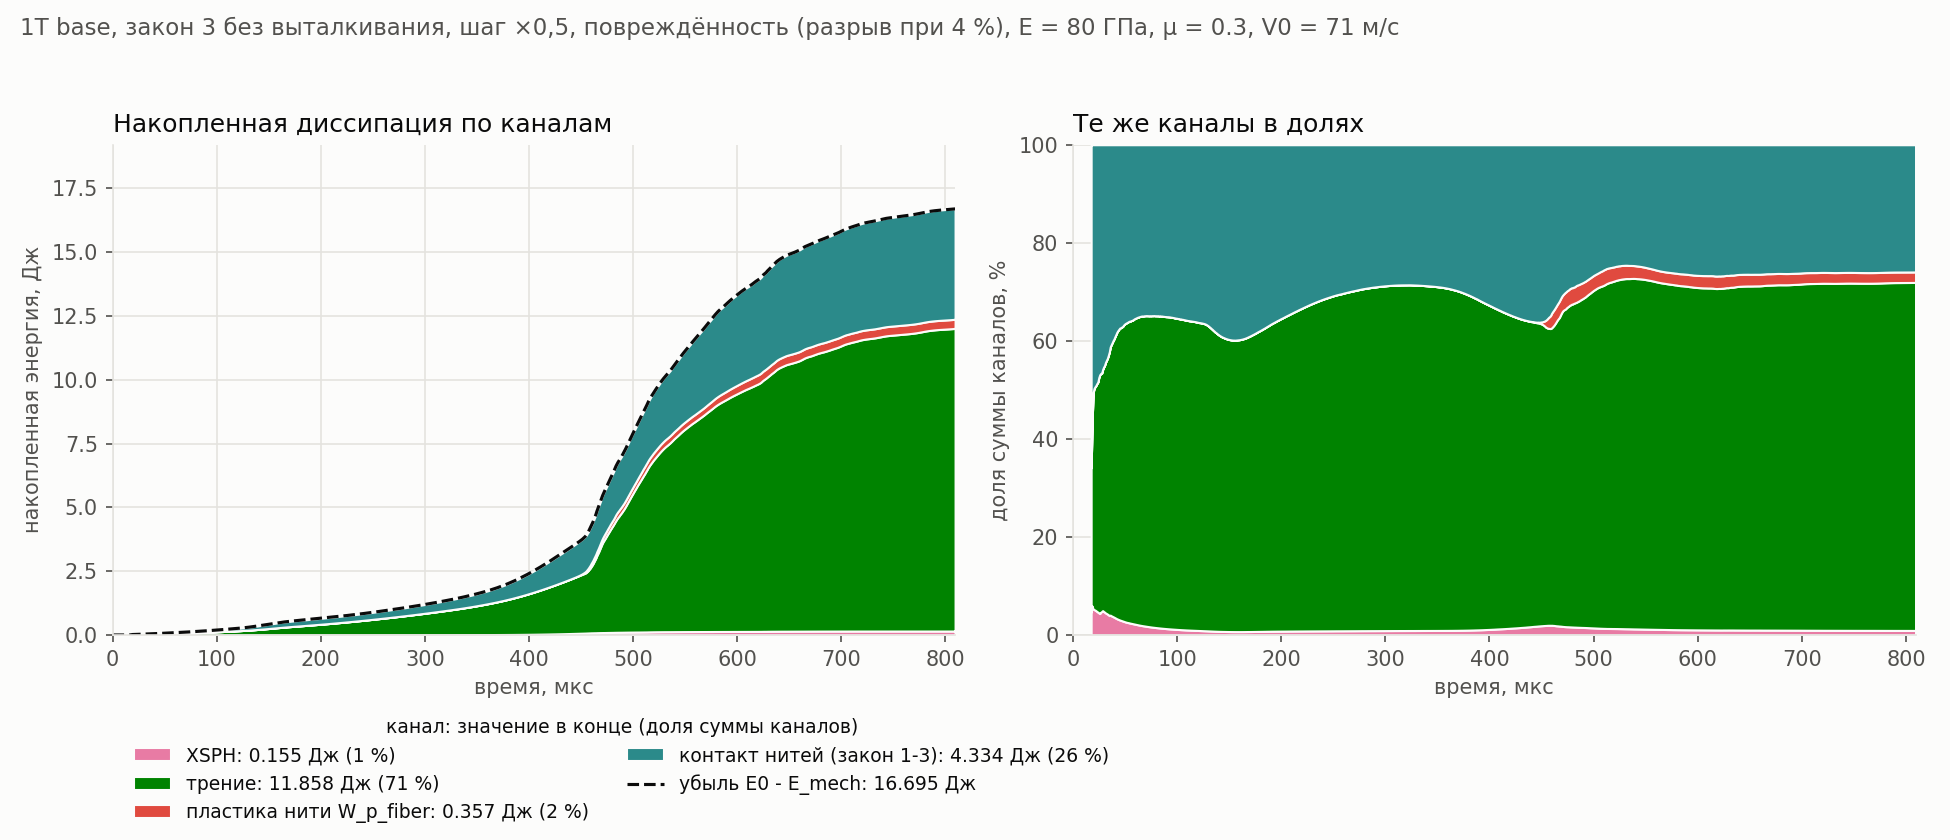 1T base, закон 3 без выталкивания, шаг ×0,5, повреждённость (разрыв при 4 %), E = 80 ГПа, μ = 0.3, V0 = 71 м/с
Накопленная диссипация по каналам
накопленная энергия, Дж
17.5
15.0
12.5
10.0
7.5
5.0
2.5
0.0
0 100 200 300 400 500 600 700 800
время, мкс
Те же каналы в долях
доля суммы каналов, %
100
80
60
40
20
0
0 100 200 300 400 500 600 700 800
время, мкс
канал: значение в конце (доля суммы каналов)
XSPH: 0.155 Дж (1 %)
трение: 11.858 Дж (71 %)
пластика нити W_p_fiber: 0.357 Дж (2 %)
контакт нитей (закон 1-3): 4.334 Дж (26 %)
убыль E0 - E_mech: 16.695 Дж